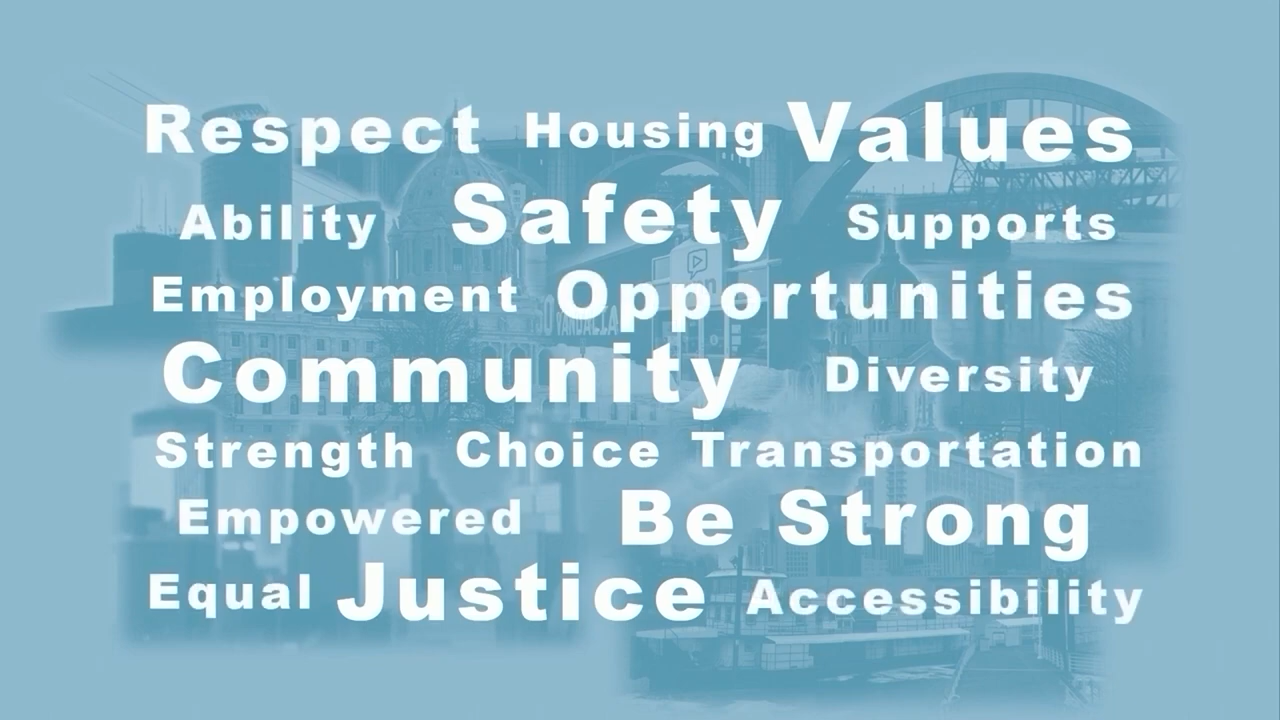 Respect Housing Values
Ability Safety Supports
Employment Opportunities
Community Diversity
Strength Choice Transportation
Empowered Be Strong
Equal Justice Accessibility